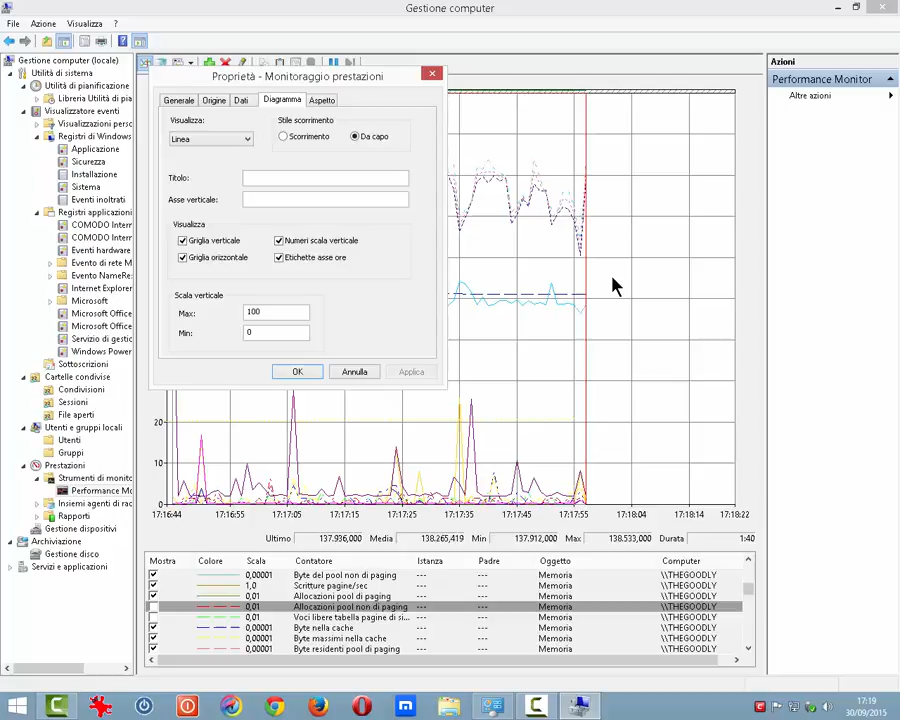 Gestione computer
File Azione Visualizza ?
Gestione computer (locale)
Utilità di sistema
Utilità di pianificazione
Libreria Utilità di pia
Visualizzatore eventi
Visualizzazioni perso
Registri di Windows
Applicazione
Sicurezza
Installazione
Sistema
Eventi inoltrati
Registri applicazioni
COMODO Intern
COMODO Intern
Eventi hardware
Evento di rete M
Evento NameRe
Internet Explorer
Microsoft
Microsoft Office
Microsoft Office
Servizio di gestic
Windows Power
Sottoscrizioni
Cartelle condivise
Condivisioni
Sessioni
File aperti
Utenti e gruppi locali
Utenti
Gruppi
Prestazioni
Strumenti di monito
Performance Mo
Insiemi agenti di rac
Rapporti
Gestione dispositivi
Archiviazione
Gestione disco
Servizi e applicazioni
Proprietà - Monitoraggio prestazioni
Generale Origine Dati Diagramma Aspetto
Visualizza:
Linea
Stile scorrimento
Scorrimento Da capo
Titolo:
Asse verticale:
Visualizza
Griglia verticale Numeri scala verticale
Griglia orizzontale Etichette asse ore
Scala verticale
Max: 100
Min: 0
OK Annulla Applica
20
10
0
17:16:44 16:55 17:17:05 17:17:15 17:17:25 17:17:35 17:17:45 17:17:55 17:18:04 17:18:14 17:18:22
Ultimo 137.936,000 Media 138.265,419 Min 137.912,000 Max 138.533,000 Durata 1:40
Mostra Colore Scala Contatore Istanza Padre Oggetto Computer
0,00001 Byte del pool non di paging --- --- Memoria \\THEGOODLY
1,0 Scritture pagine/sec --- --- Memoria \\THEGOODLY
0,01 Allocazioni pool di paging --- --- Memoria \\THEGOODLY
0,01 Allocazioni pool non di paging --- --- Memoria \\THEGOODLY
0,01 Voci libere tabella pagine di si... --- --- Memoria \\THEGOODLY
0,00001 Byte nella cache --- --- Memoria \\THEGOODLY
0,00001 Byte massimi nella cache --- --- Memoria \\THEGOODLY
0,00001 Byte residenti pool di paging --- --- Memoria \\THEGOODLY
Azioni
Performance Monitor
Altre azioni
17:19
30/09/2015